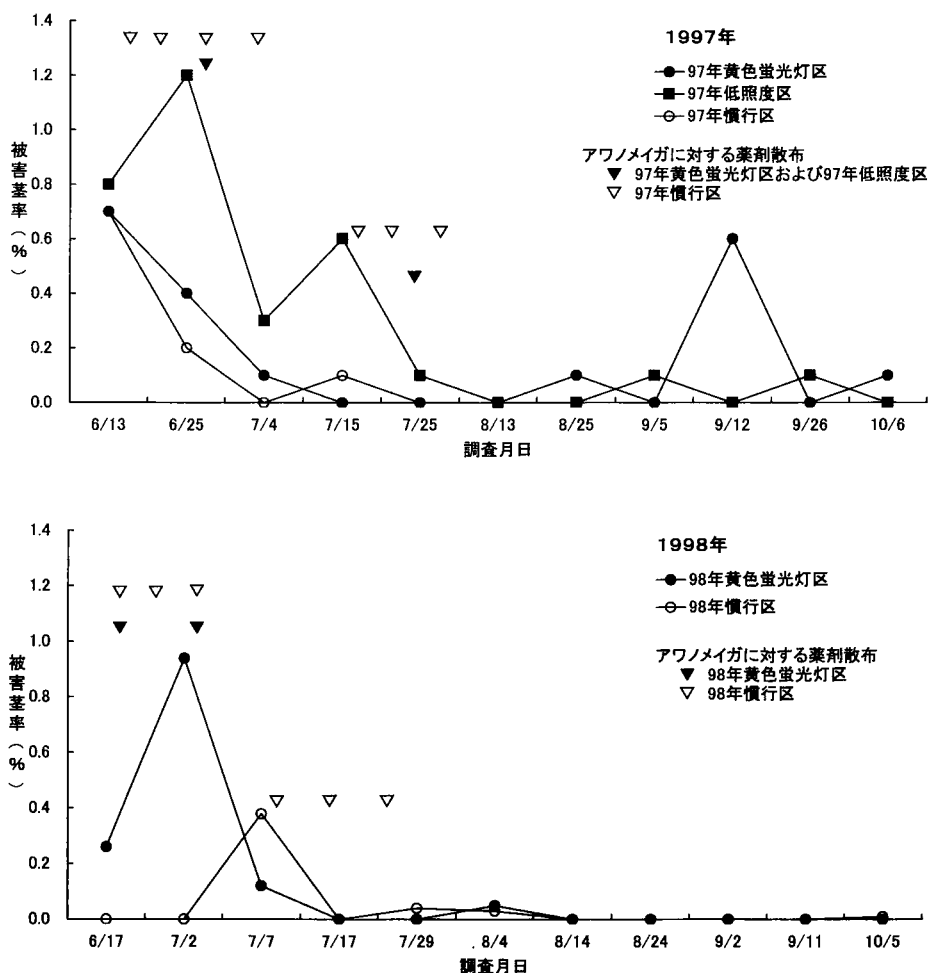 1997年
97年黄色蛍光灯区
97年低照度区
97年慣行区
アワノメイガに対する薬剤散布
97年黄色蛍光灯区および97年低照度区
97年慣行区
被害茎率(%)
1.4
1.2
1.0
0.8
0.6
0.4
0.2
0.0
6/13 6/25 7/4 7/15 7/25 8/13 8/25 9/5 9/12 9/26 10/6
調査月日
1998年
98年黄色蛍光灯区
98年慣行区
アワノメイガに対する薬剤散布
98年黄色蛍光灯区
98年慣行区
被害茎率(%)
1.4
1.2
1.0
0.8
0.6
0.4
0.2
0.0
6/17 7/2 7/7 7/17 7/29 8/4 8/14 8/24 9/2 9/11 10/5
調査月日